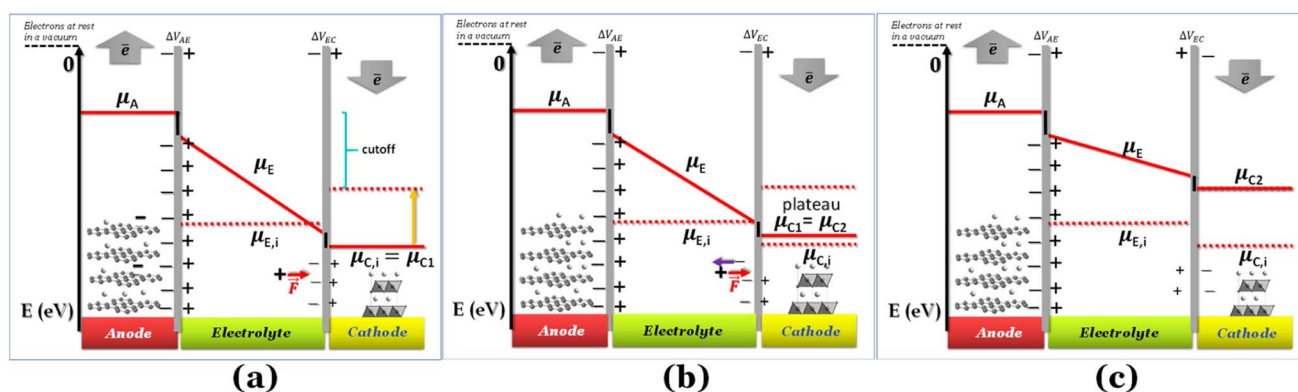 Electrons at rest
in a vacuum
0
ē
ΔV_AE
ΔV_EC
− +
− +
ē
μ_A
cutoff
μ_E
μ_E,i
μ_C,i = μ_C1
+ F
E (eV)
Anode
Electrolyte
Cathode
(a)
Electrons at rest
in a vacuum
0
ē
ΔV_AE
ΔV_EC
− +
− +
ē
μ_A
μ_E
plateau
μ_C1 = μ_C2
μ_E,i
μ_C,i
+ F
E (eV)
Anode
Electrolyte
Cathode
(b)
Electrons at rest
in a vacuum
0
ē
ΔV_AE
ΔV_EC
− +
+ −
ē
μ_A
μ_E
μ_C2
μ_E,i
μ_C,i
E (eV)
Anode
Electrolyte
Cathode
(c)